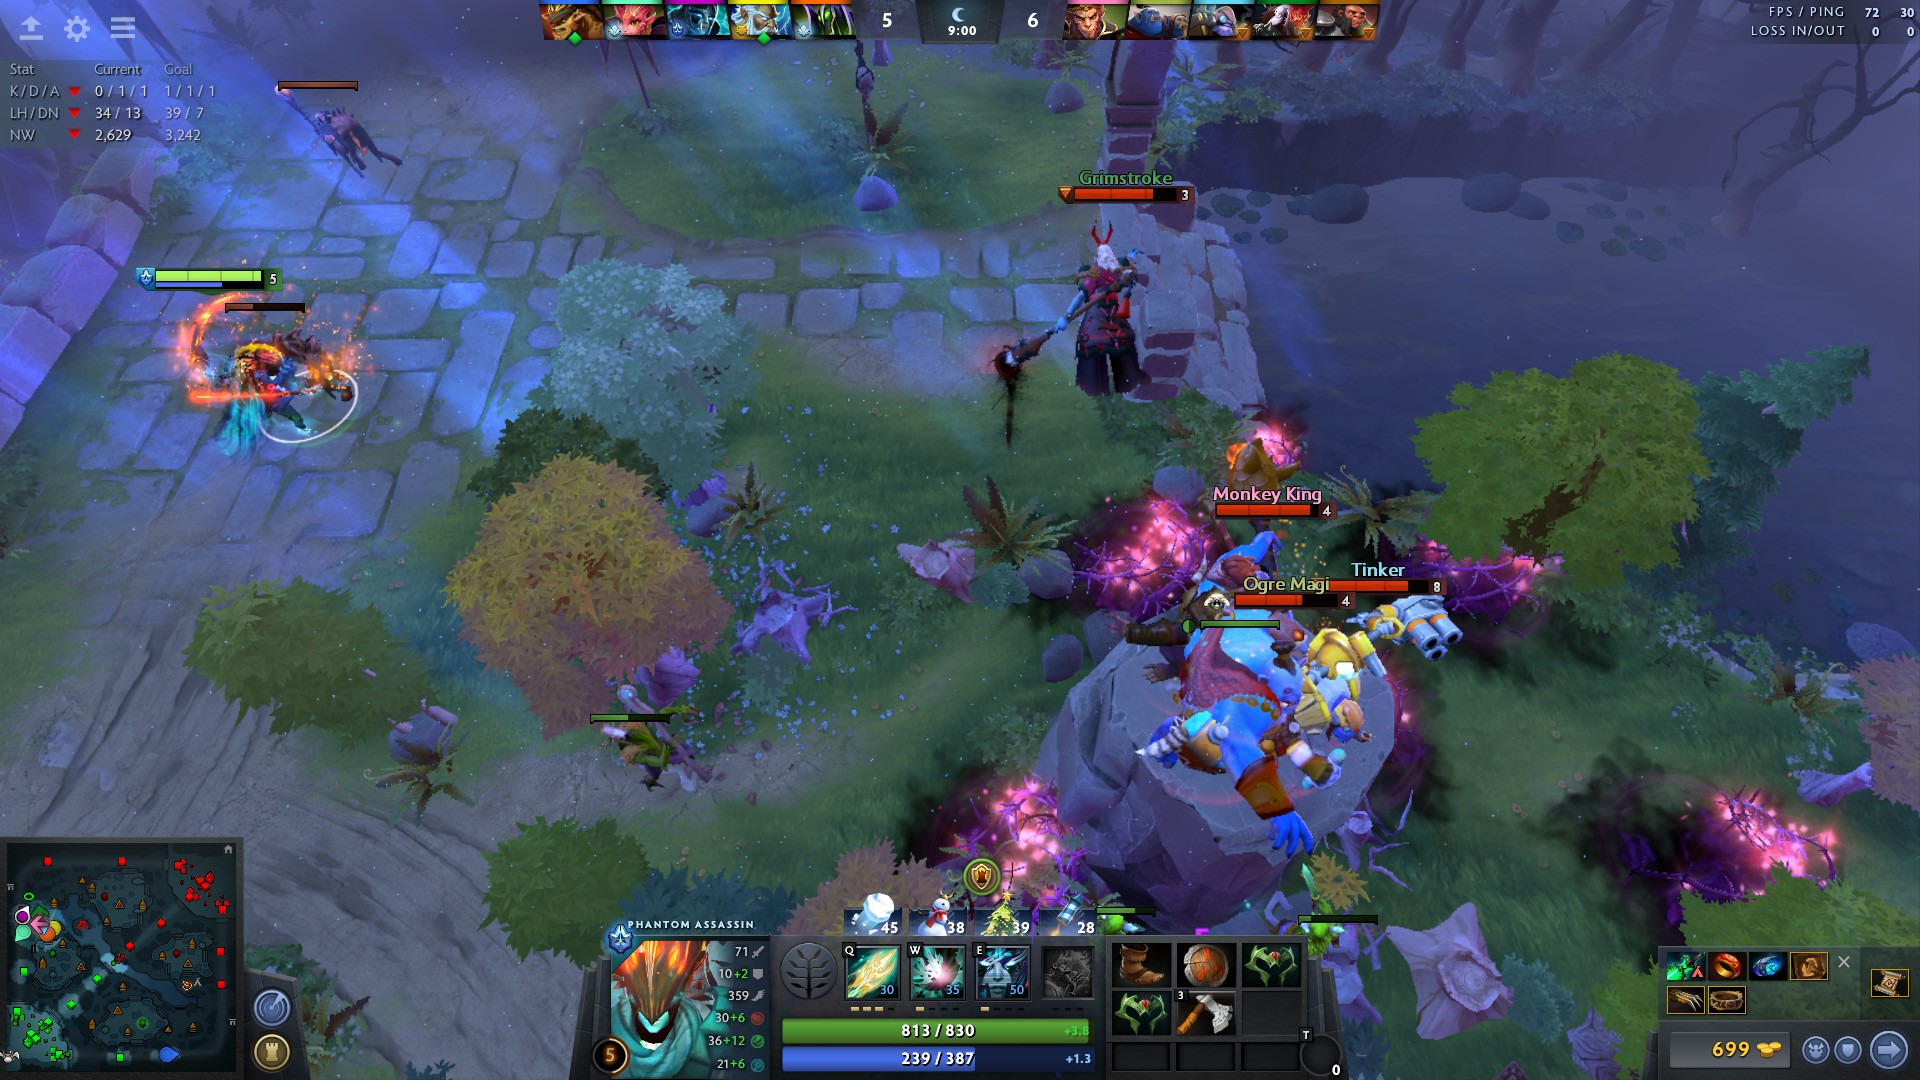 5
9:00
6
FPS / PING 72 30
LOSS IN/OUT 0 0
Stat Current Goal
K / D / A 0 / 1 / 1 1 / 1 / 1
LH / DN 34 / 13 39 / 7
NW 2,629 3,242
Grimstroke
3
5
Monkey King
4
Tinker
8
Ogre Magi
4
PHANTOM ASSASSIN
45 38 39 28
71
10+2
359
30+6
36+12
21+6
5
Q 30
W 35
E 50
813 / 830 +3.8
239 / 387 +1.3
3
T
0
699